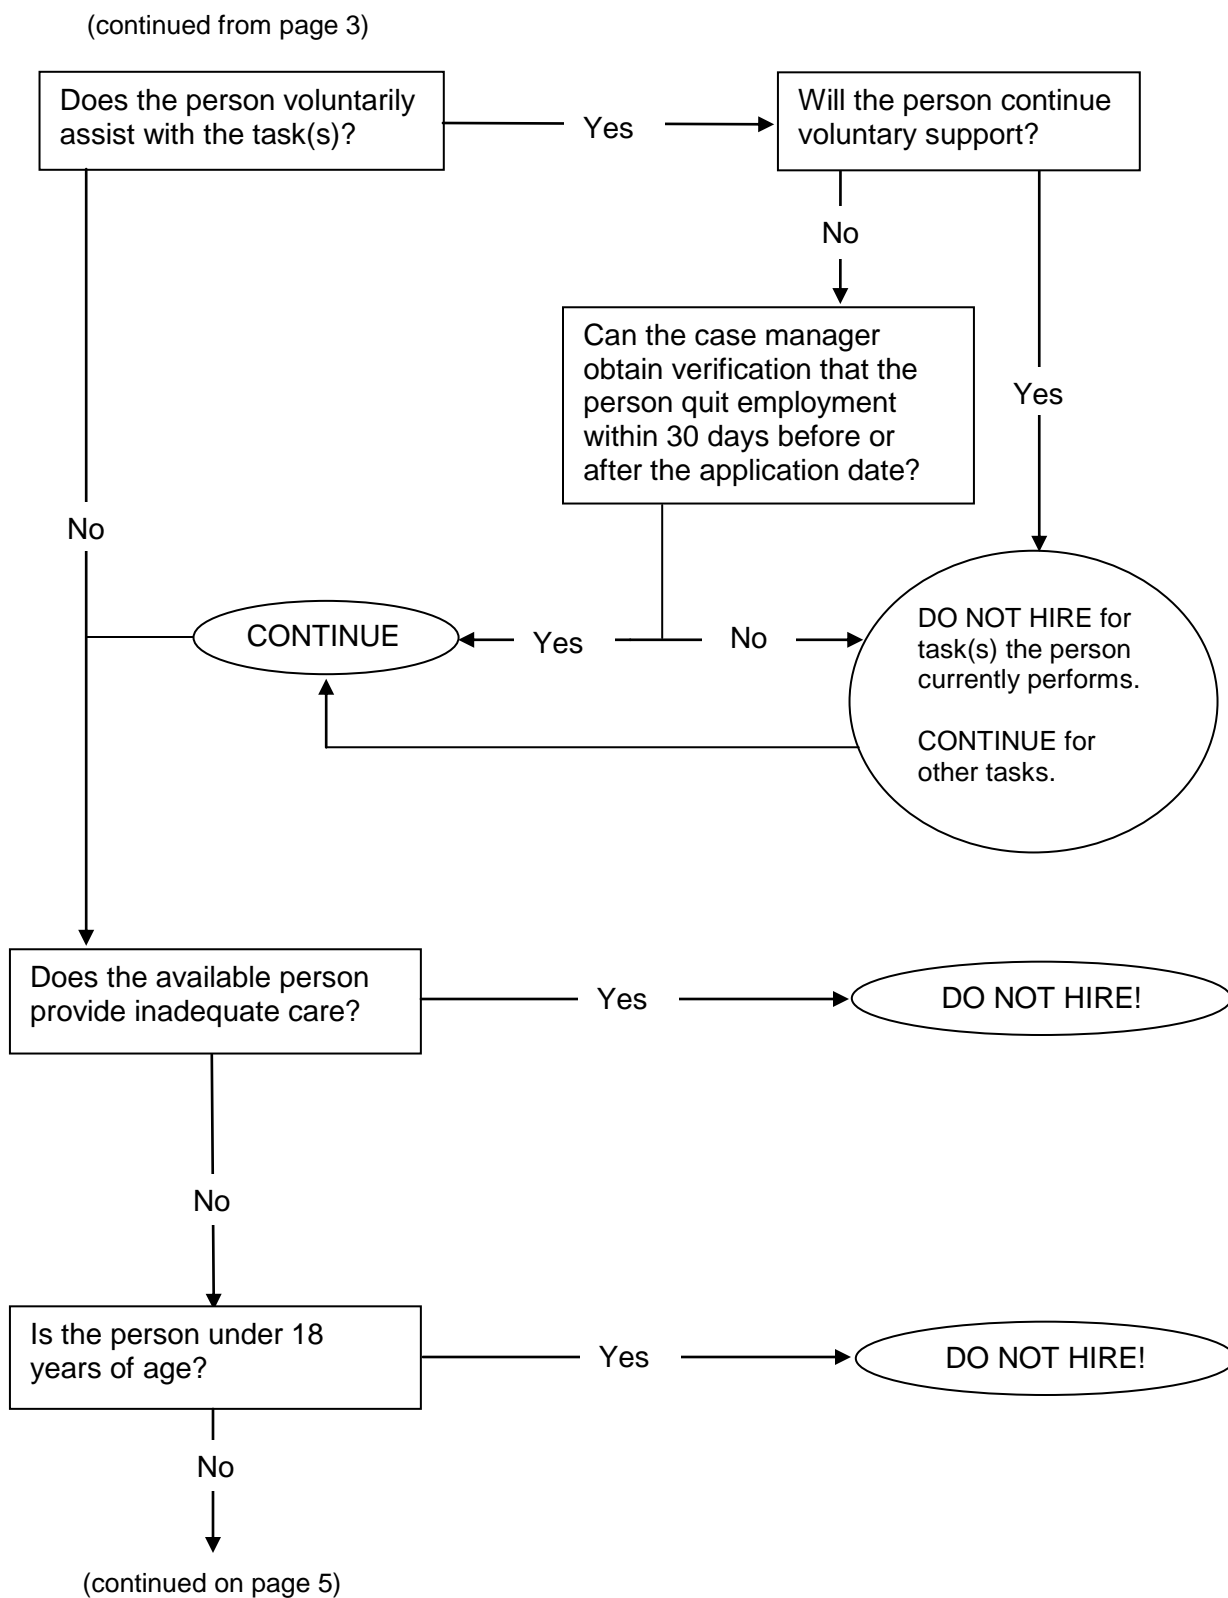 (continued from page 3)
Does the person voluntarily
assist with the task(s)?
Yes
Will the person continue
voluntary support?
No
Can the case manager
obtain verification that the
person quit employment
within 30 days before or
after the application date?
Yes
No
CONTINUE
Yes
No
DO NOT HIRE for
task(s) the person
currently performs.
CONTINUE for
other tasks.
Does the available person
provide inadequate care?
Yes
DO NOT HIRE!
No
Is the person under 18
years of age?
Yes
DO NOT HIRE!
No
(continued on page 5)